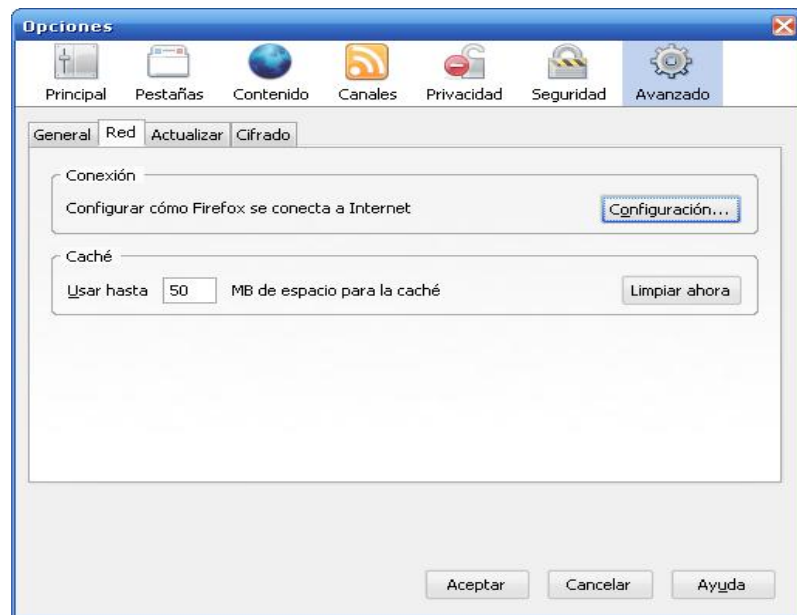 Opciones
Principal Pestañas Contenido Canales Privacidad Seguridad Avanzado
General Red Actualizar Cifrado
Conexión
Configurar cómo Firefox se conecta a Internet Configuración...
Caché
Usar hasta 50 MB de espacio para la caché Limpiar ahora
Aceptar Cancelar Ayuda